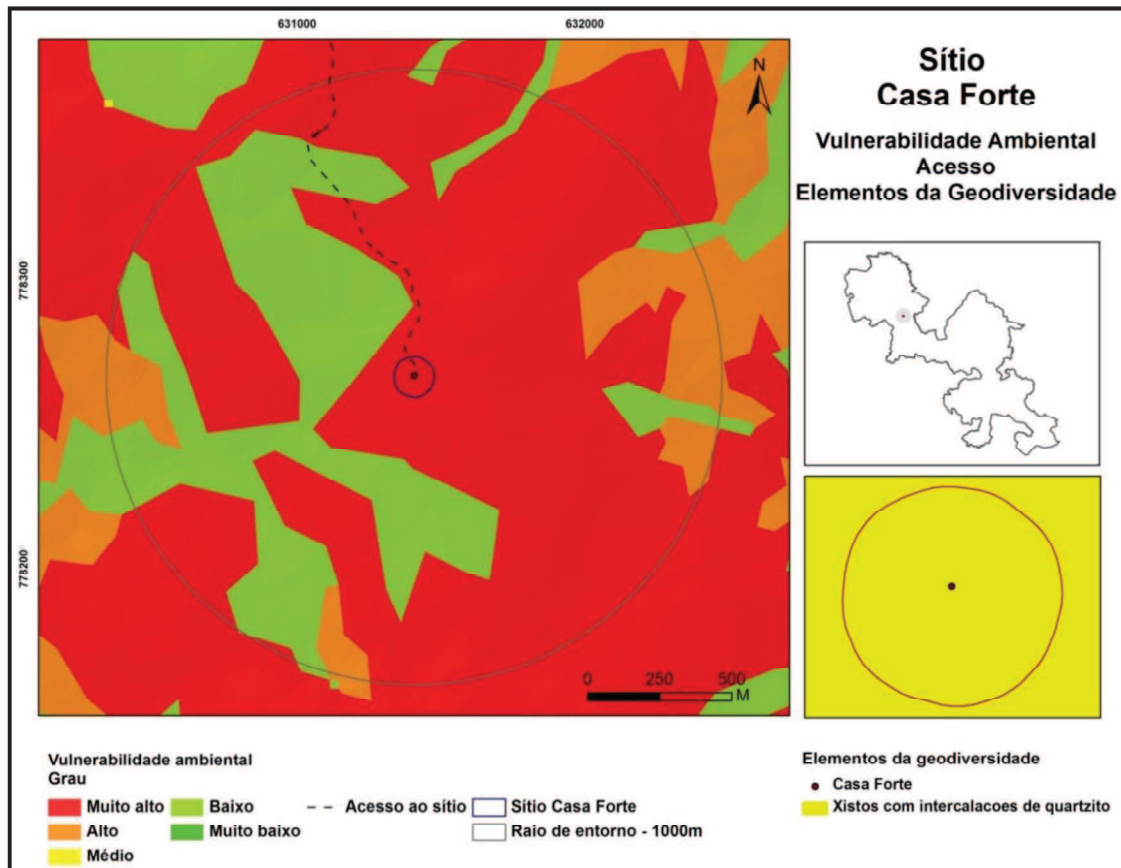 631000
632000
Sítio
Casa Forte
Vulnerabilidade Ambiental
Acesso
Elementos da Geodiversidade
N
778300
778200
0 250 500
M
Vulnerabilidade ambiental
Grau
Muito alto
Alto
Médio
Baixo
Muito baixo
Acesso ao sítio
Sítio Casa Forte
Raio de entorno - 1000m
Elementos da geodiversidade
Casa Forte
Xistos com intercalacoes de quartzito